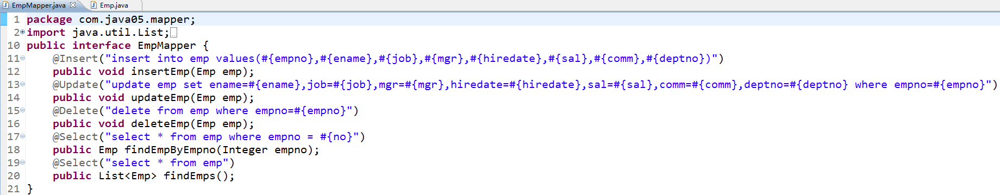 EmpMapper.java Emp.java
1 package com.java05.mapper;
2 import java.util.List;
10 public interface EmpMapper {
11 @Insert("insert into emp values(#{empno},#{ename},#{job},#{mgr},#{hiredate},#{sal},#{comm},#{deptno})")
12 public void insertEmp(Emp emp);
13 @Update("update emp set ename=#{ename},job=#{job},mgr=#{mgr},hiredate=#{hiredate},sal=#{sal},comm=#{comm},deptno=#{deptno} where empno=#{empno}")
14 public void updateEmp(Emp emp);
15 @Delete("delete from emp where empno=#{empno}")
16 public void deleteEmp(Emp emp);
17 @Select("select * from emp where empno = #{no}")
18 public Emp findEmpByEmpno(Integer empno);
19 @Select("select * from emp")
20 public List<Emp> findEmps();
21 }